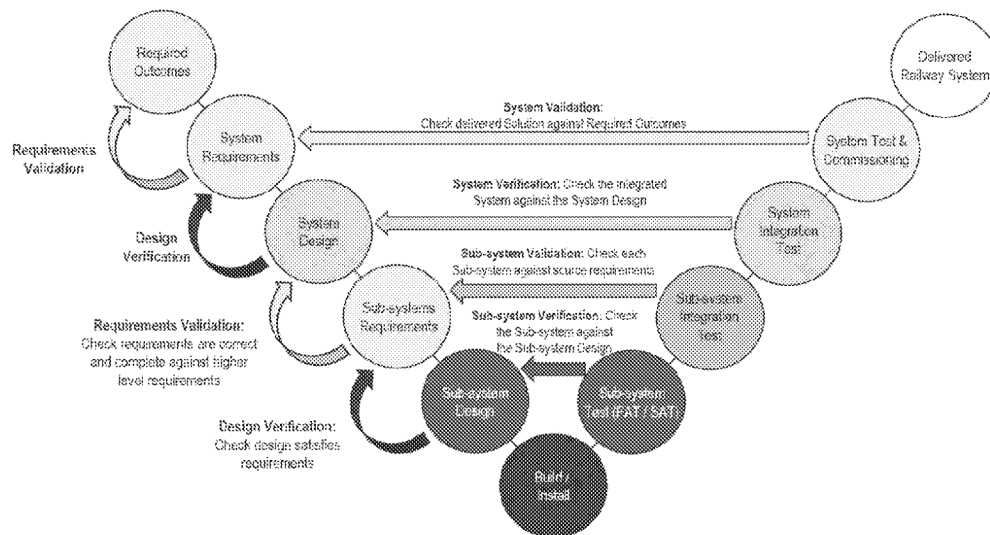 Required
Outcomes
Delivered
Railway System
System Validation:
Check delivered Solution against Required Outcomes
System
Requirements
System Test &
Commissioning
Requirements
Validation
System Verification: Check the Integrated
System against the System Design
System
Design
System
Integration
Test
Design
Verification
Sub-system Validation: Check each
Sub-system against source requirements
Sub-systems
Requirements
Sub-system
Integration
Test
Sub-system Verification: Check
the Sub-system against
the Sub-system Design
Requirements Validation:
Check requirements are correct
and complete against higher
level requirements
Sub-system
Design
Sub-system
Test (FAT / SAT)
Design Verification:
Check design satisfies
requirements
Build /
Install